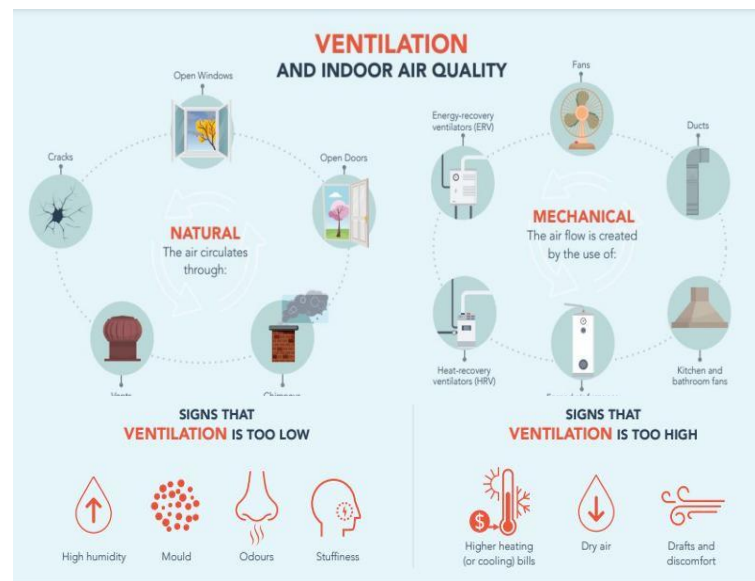 VENTILATION
AND INDOOR AIR QUALITY
Open Windows
Cracks
Open Doors
NATURAL
The air circulates
through:
Vents
Chimneys
Fans
Energy-recovery
ventilators (ERV)
Ducts
MECHANICAL
The air flow is created
by the use of:
Heat-recovery
ventilators (HRV)
Kitchen and
bathroom fans
SIGNS THAT
VENTILATION IS TOO LOW
High humidity
Mould
Odours
Stuffiness
SIGNS THAT
VENTILATION IS TOO HIGH
$
Higher heating
(or cooling) bills
Dry air
Drafts and
discomfort